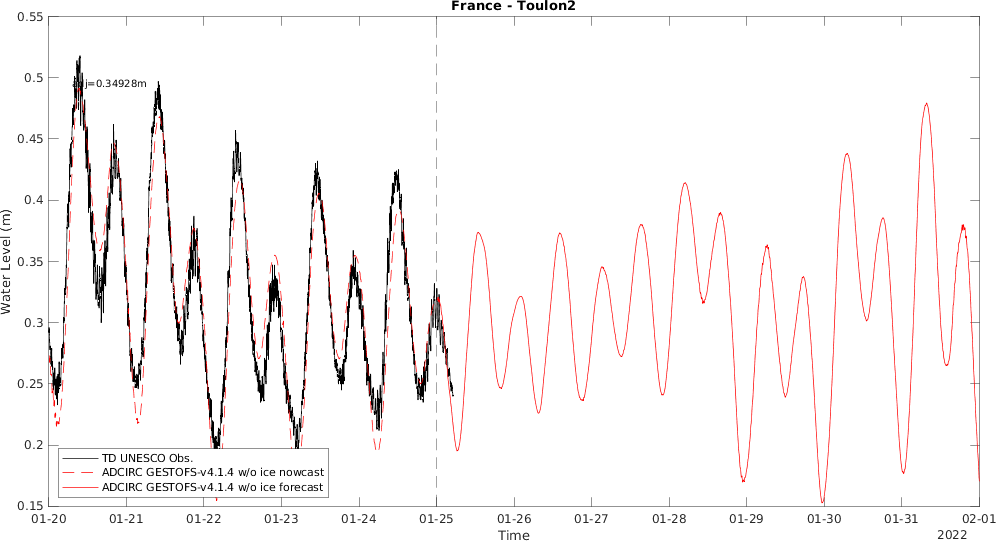 France - Toulon2
0.55
0.5
0.45
0.4
0.35
0.3
0.25
0.2
0.15
Water Level (m)
adj=0.34928m
TD UNESCO Obs.
ADCIRC GESTOFS-v4.1.4 w/o ice nowcast
ADCIRC GESTOFS-v4.1.4 w/o ice forecast
01-20 01-21 01-22 01-23 01-24 01-25 01-26 01-27 01-28 01-29 01-30 01-31 02-01
Time
2022